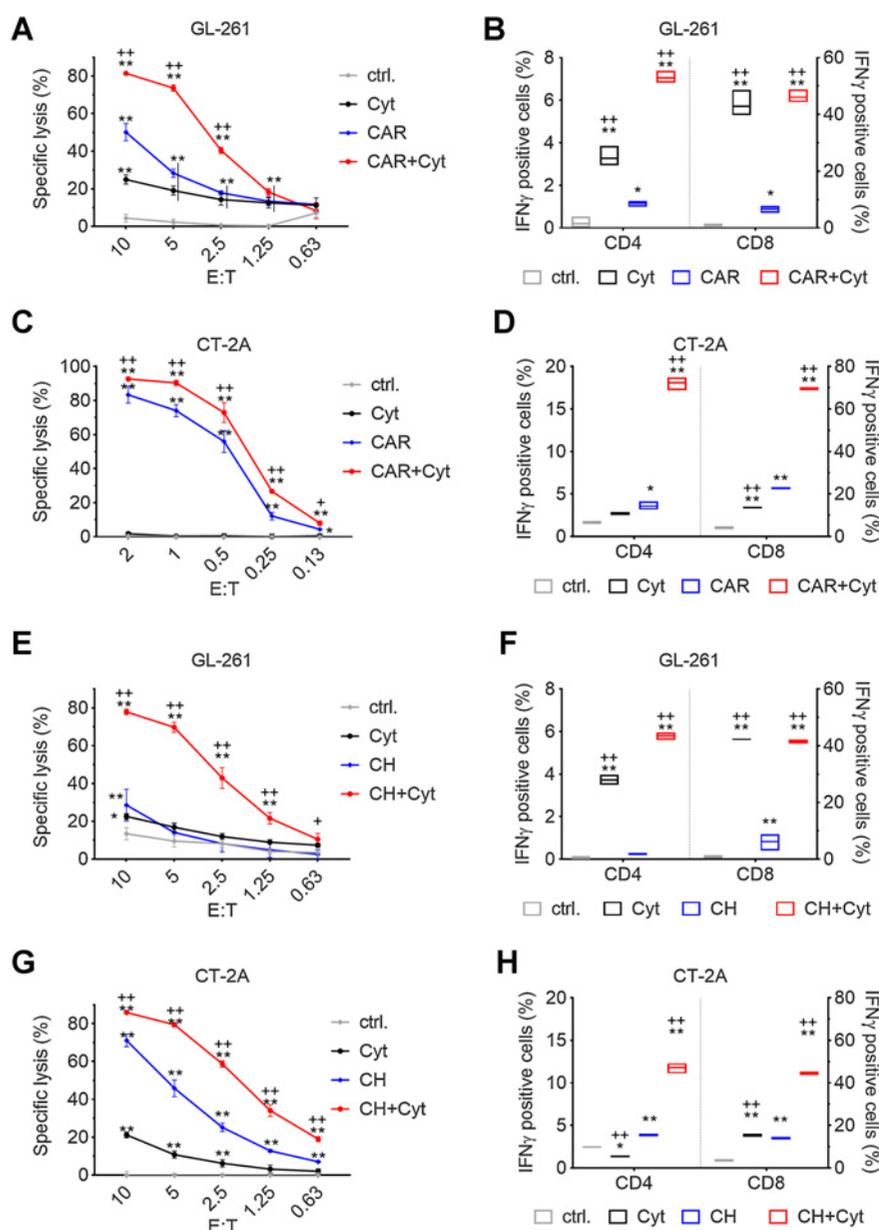 A
GL-261
Specific lysis (%)
80
60
40
20
0
10
5
2.5
1.25
0.63
E:T
++
**
++
**
++
**
**
**
**
**
**
**
ctrl.
Cyt
CAR
CAR+Cyt
B
GL-261
IFNγ positive cells (%)
8
6
4
2
0
60
40
20
0
IFNγ positive cells (%)
++
**
*
++
**
++
**
*
++
**
CD4
CD8
ctrl.
Cyt
CAR
CAR+Cyt
C
CT-2A
Specific lysis (%)
100
80
60
40
20
0
2
1
0.5
0.25
0.13
E:T
++
**
**
++
**
**
++
**
**
++
**
**
+
**
*
ctrl.
Cyt
CAR
CAR+Cyt
D
CT-2A
IFNγ positive cells (%)
20
15
10
5
0
80
60
40
20
0
IFNγ positive cells (%)
*
++
**
++
**
**
++
**
CD4
CD8
ctrl.
Cyt
CAR
CAR+Cyt
E
GL-261
Specific lysis (%)
80
60
40
20
0
10
5
2.5
1.25
0.63
E:T
++
**
**
*
++
**
++
**
++
**
+
ctrl.
Cyt
CH
CH+Cyt
F
GL-261
IFNγ positive cells (%)
8
6
4
2
0
60
40
20
0
IFNγ positive cells (%)
++
**
++
**
++
**
**
++
**
CD4
CD8
ctrl.
Cyt
CH
CH+Cyt
G
CT-2A
Specific lysis (%)
80
60
40
20
0
10
5
2.5
1.25
0.63
E:T
++
**
**
**
++
**
**
**
++
**
**
**
++
**
**
++
**
**
ctrl.
Cyt
CH
CH+Cyt
H
CT-2A
IFNγ positive cells (%)
20
15
10
5
0
80
60
40
20
0
IFNγ positive cells (%)
++
*
**
++
**
++
**
**
++
**
CD4
CD8
ctrl.
Cyt
CH
CH+Cyt